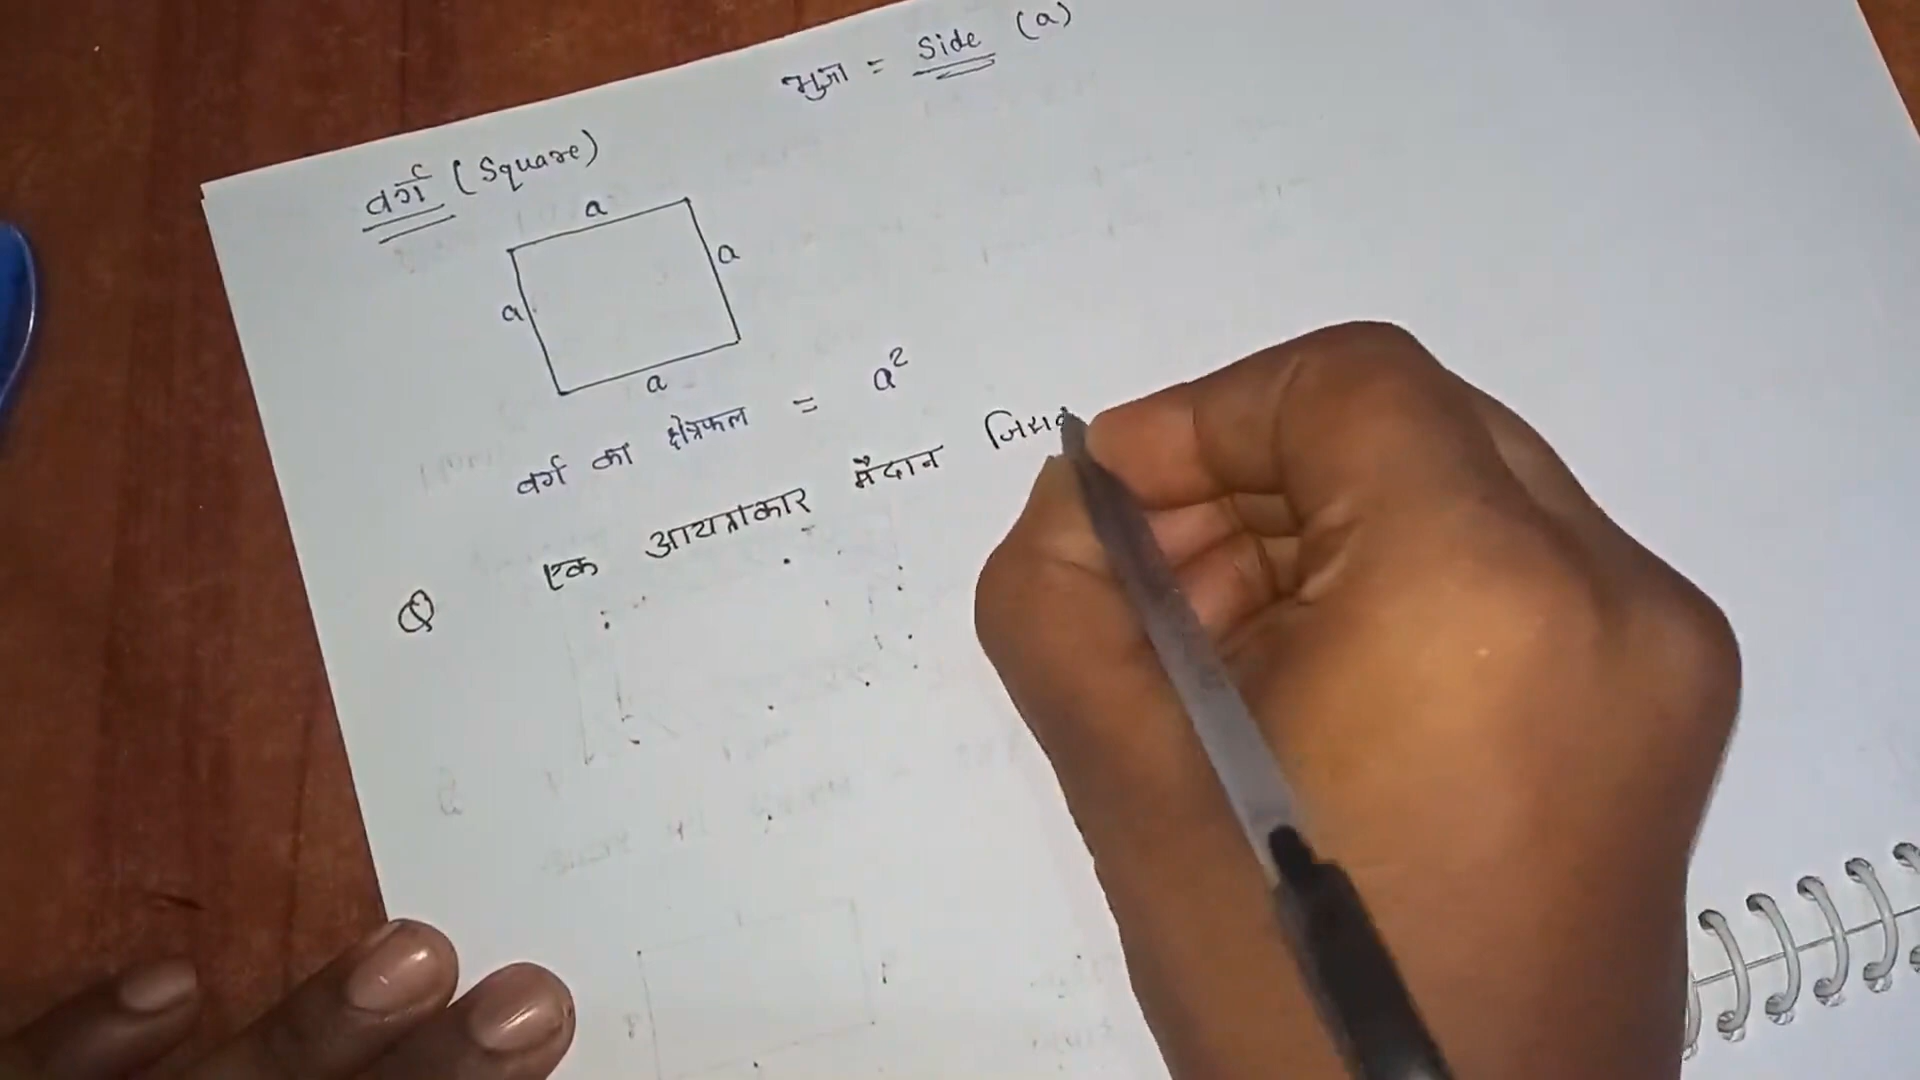 भुजा = Side (a)
वर्ग (Square)
a
a
a
a
वर्ग का क्षेत्रफल = a²
Q एक आयताकार मैदान